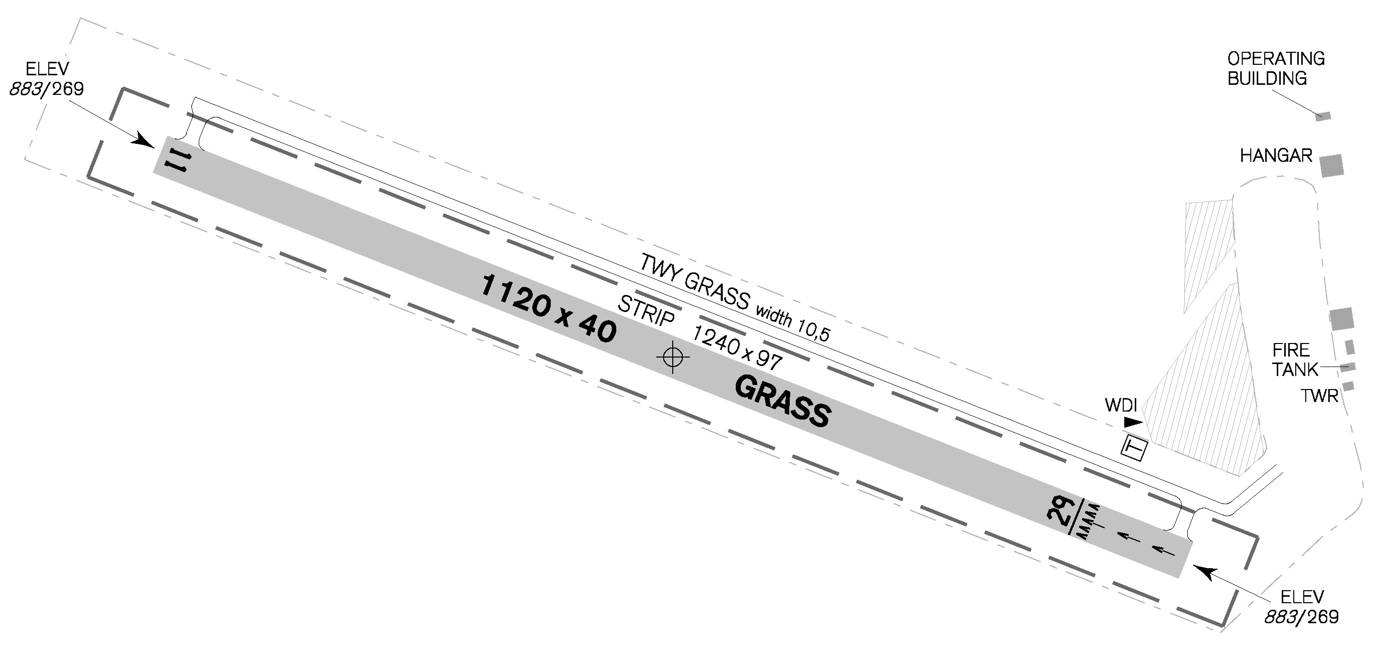 OPERATING
BUILDING
ELEV
883/269
HANGAR
11
TWY GRASS width 10,5
1120 x 40
STRIP 1240 x 97
GRASS
FIRE
TANK
TWR
WDI
T
29
ELEV
883/269